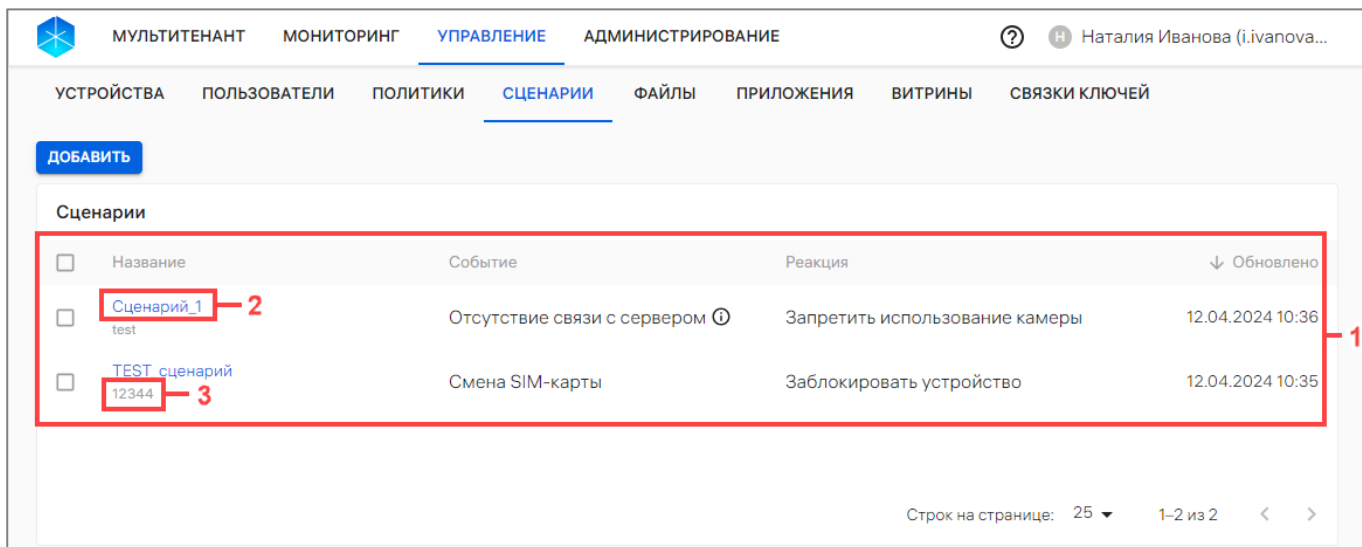 МУЛЬТИТЕНАНТ МОНИТОРИНГ УПРАВЛЕНИЕ АДМИНИСТРИРОВАНИЕ Н Наталия Иванова (i.ivanova...
УСТРОЙСТВА ПОЛЬЗОВАТЕЛИ ПОЛИТИКИ СЦЕНАРИИ ФАЙЛЫ ПРИЛОЖЕНИЯ ВИТРИНЫ СВЯЗКИ КЛЮЧЕЙ
ДОБАВИТЬ
Сценарии
Название Событие Реакция ↓ Обновлено
Сценарий_1 2 Отсутствие связи с сервером Запретить использование камеры 12.04.2024 10:36
test
1
TEST_сценарий Смена SIM-карты Заблокировать устройство 12.04.2024 10:35
12344 3
Строк на странице: 25 1–2 из 2 < >